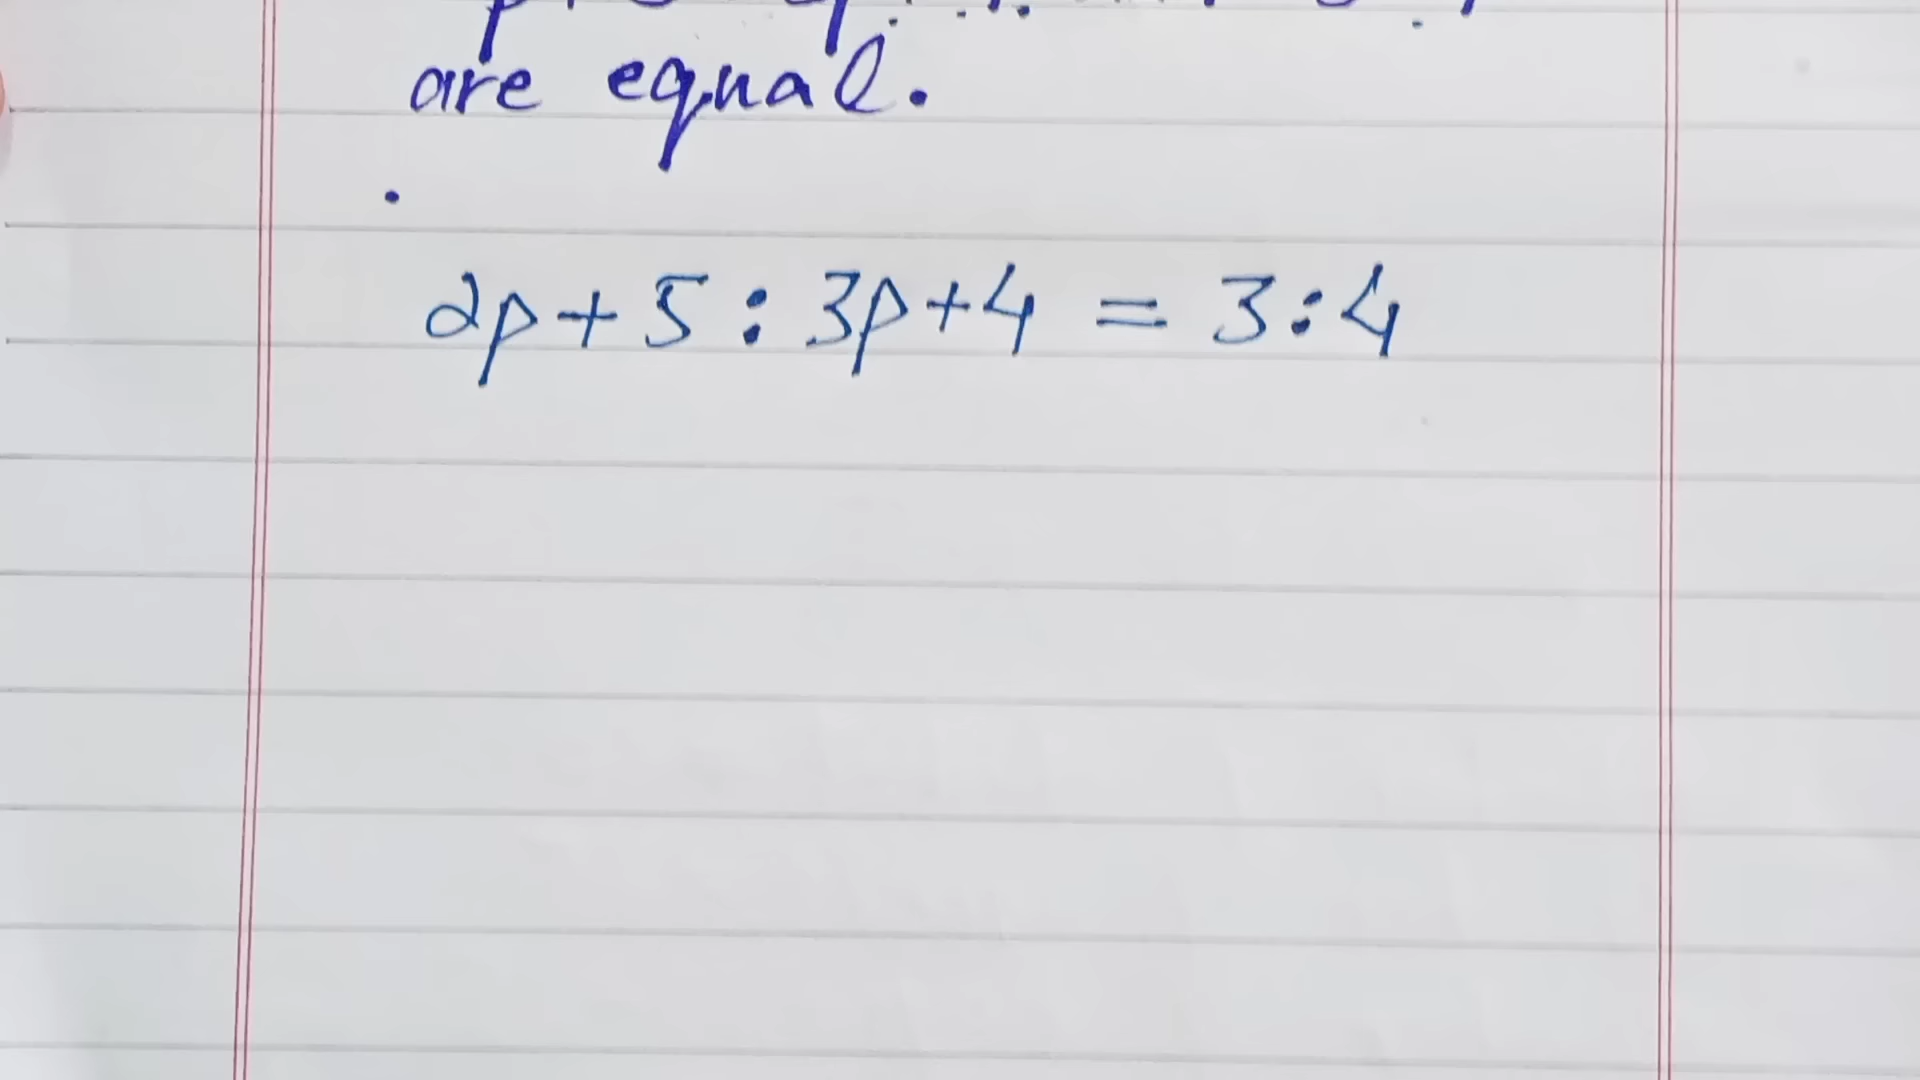 are equal.
2p+5 : 3p+4 = 3:4